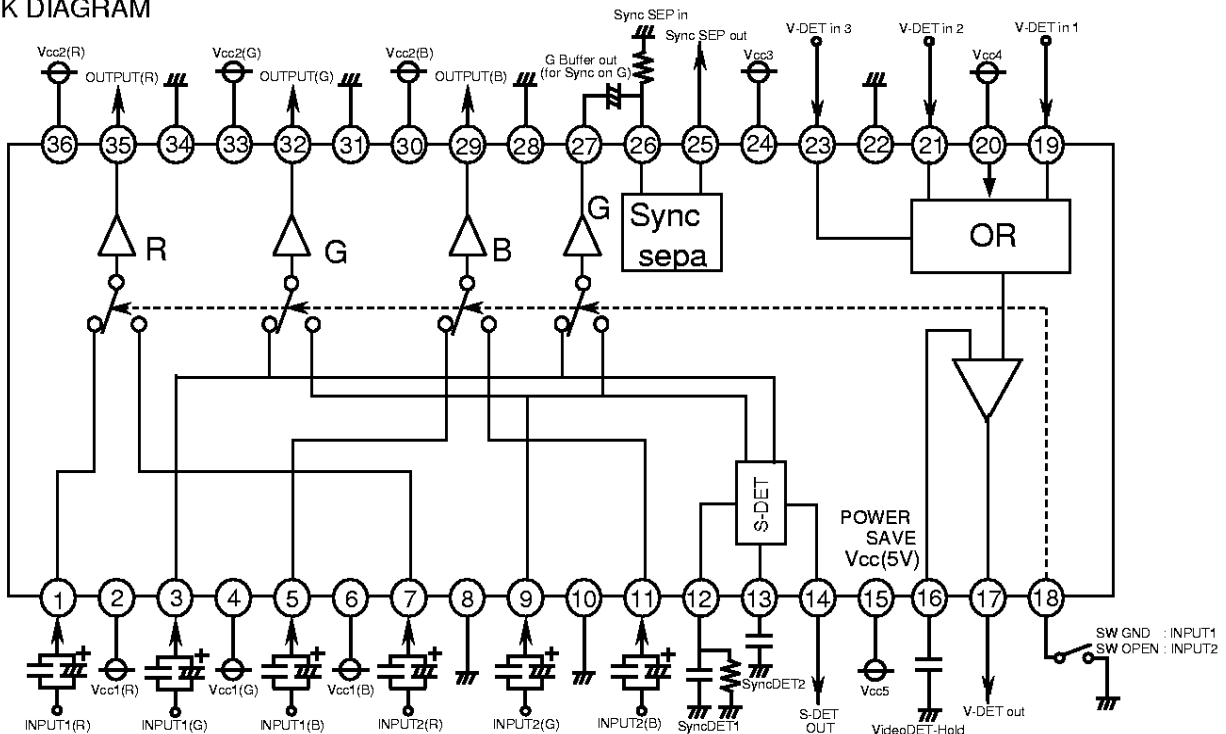 K DIAGRAM
Sync SEP in
Vcc2(R)
Vcc2(G)
Vcc2(B)
Sync SEP out
V-DET in 3
V-DET in 2
V-DET in 1
OUTPUT(R)
OUTPUT(G)
OUTPUT(B)
G Buffer out
(for Sync on G)
Vcc3
Vcc4
36 35 34 33 32 31 30 29 28 27 26 25 24 23 22 21 20 19
R
G
B
G
Sync
sepa
OR
S-DET
POWER
SAVE
Vcc(5V)
1 2 3 4 5 6 7 8 9 10 11 12 13 14 15 16 17 18
+ + + + + +
SW GND : INPUT1
SW OPEN : INPUT2
Vcc1(R)
Vcc1(G)
Vcc1(B)
SyncDET2
Vcc5
INPUT1(R)
INPUT1(G)
INPUT1(B)
INPUT2(R)
INPUT2(G)
INPUT2(B)
SyncDET1
S-DET
OUT
VideoDET-Hold
V-DET out